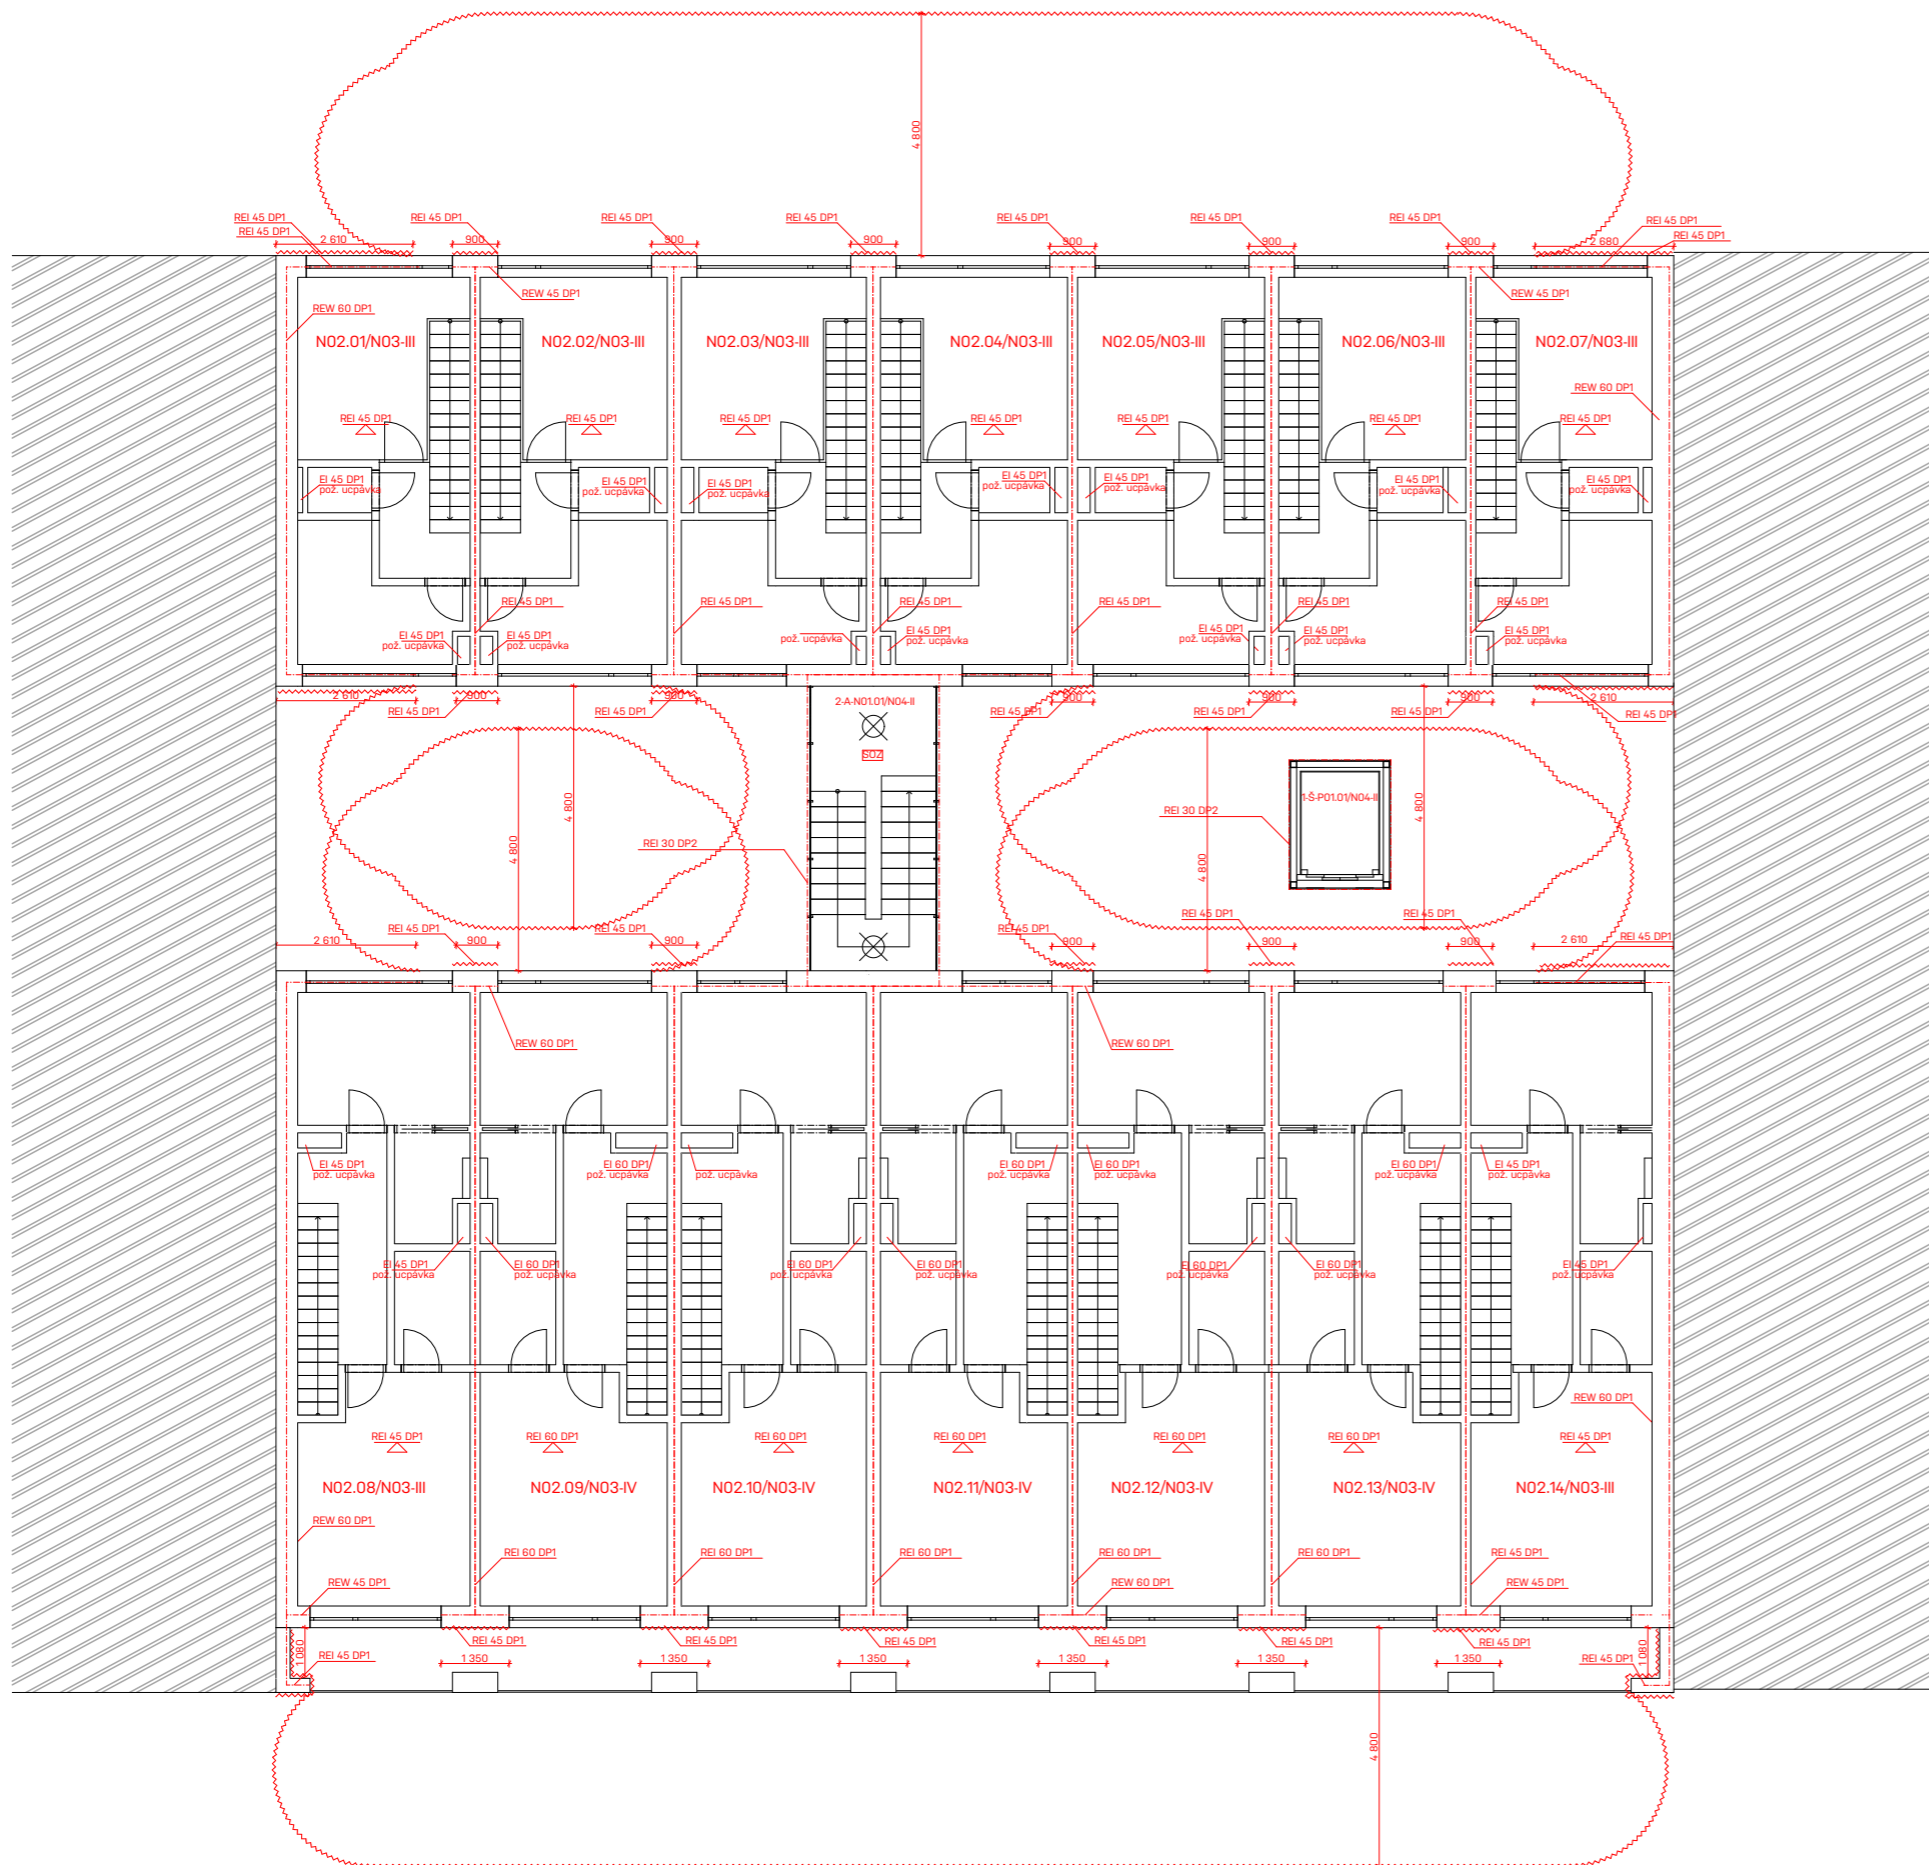 4 800
REI 45 DP1
REI 45 DP1
REI 45 DP1
REI 45 DP1
REI 45 DP1
REI 45 DP1
REI 45 DP1
REI 45 DP1
REI 45 DP1
REI 45 DP1
2 610
900
900
900
900
900
900
2 680
REW 45 DP1
REW 45 DP1
REW 60 DP1
N02.01/N03-III
N02.02/N03-III
N02.03/N03-III
N02.04/N03-III
N02.05/N03-III
N02.06/N03-III
N02.07/N03-III
REW 60 DP1
REI 45 DP1
REI 45 DP1
REI 45 DP1
REI 45 DP1
REI 45 DP1
REI 45 DP1
REI 45 DP1
EI 45 DP1
pož. ucpávka
EI 45 DP1
pož. ucpávka
EI 45 DP1
pož. ucpávka
EI 45 DP1
pož. ucpávka
EI 45 DP1
pož. ucpávka
EI 45 DP1
pož. ucpávka
EI 45 DP1
pož. ucpávka
REI 45 DP1
REI 45 DP1
REI 45 DP1
REI 45 DP1
REI 45 DP1
REI 45 DP1
EI 45 DP1
pož. ucpávka
EI 45 DP1
pož. ucpávka
pož. ucpávka
EI 45 DP1
pož. ucpávka
EI 45 DP1
pož. ucpávka
EI 45 DP1
pož. ucpávka
EI 45 DP1
pož. ucpávka
2 610
900
900
900
900
900
2 610
REI 45 DP1
REI 45 DP1
2-A-N01.01/N04-II
REI 45 DP1
REI 45 DP1
REI 45 DP1
REI 45 DP1
SOZ
4 800
4 800
4 800
4 800
1-Š-P01.01/N04-II
REI 30 DP2
REI 30 DP2
REI 45 DP1
REI 45 DP1
REI 45 DP1
REI 45 DP1
REI 45 DP1
REI 45 DP1
2 610
900
900
900
900
900
2 610
REW 60 DP1
REW 60 DP1
EI 45 DP1
pož. ucpávka
EI 60 DP1
pož. ucpávka
pož. ucpávka
EI 60 DP1
pož. ucpávka
EI 60 DP1
pož. ucpávka
EI 60 DP1
pož. ucpávka
EI 45 DP1
pož. ucpávka
EI 45 DP1
pož. ucpávka
EI 60 DP1
pož. ucpávka
EI 60 DP1
pož. ucpávka
EI 60 DP1
pož. ucpávka
EI 60 DP1
pož. ucpávka
EI 60 DP1
pož. ucpávka
EI 45 DP1
pož. ucpávka
REW 60 DP1
REI 45 DP1
REI 60 DP1
REI 60 DP1
REI 60 DP1
REI 60 DP1
REI 60 DP1
REI 45 DP1
N02.08/N03-III
N02.09/N03-IV
N02.10/N03-IV
N02.11/N03-IV
N02.12/N03-IV
N02.13/N03-IV
N02.14/N03-III
REW 60 DP1
REI 60 DP1
REI 60 DP1
REI 60 DP1
REI 60 DP1
REI 60 DP1
REI 45 DP1
REW 45 DP1
REW 60 DP1
REW 45 DP1
REI 45 DP1
REI 45 DP1
REI 45 DP1
REI 45 DP1
REI 45 DP1
REI 45 DP1
1 080
REI 45 DP1
1 350
1 350
1 350
1 350
1 350
1 350
REI 45 DP1
1 080
4 800